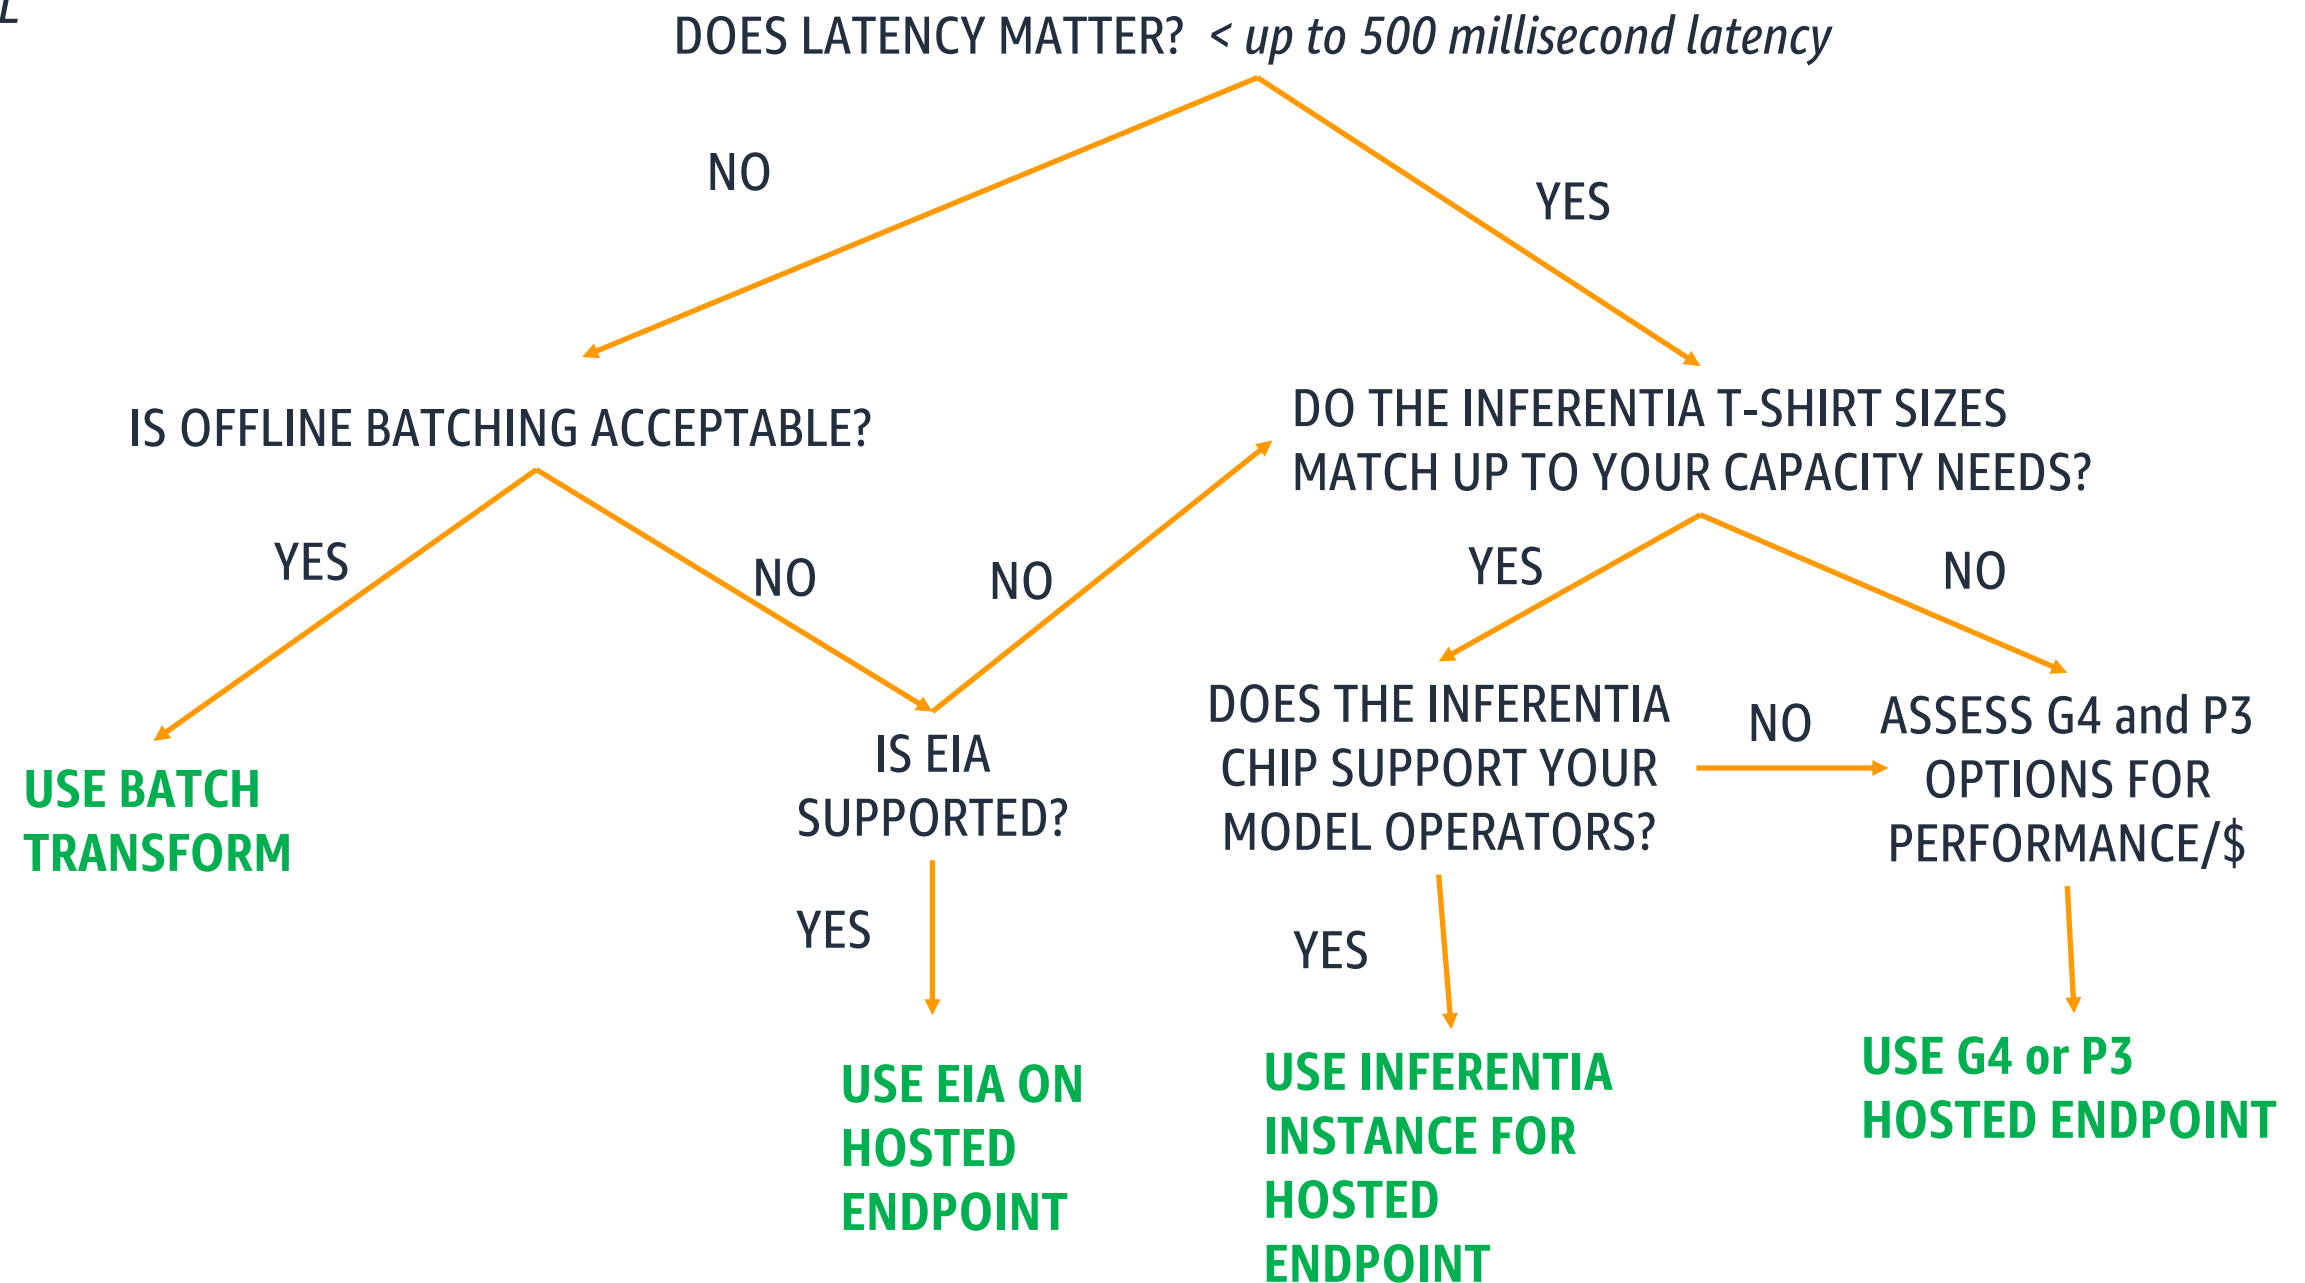 DOES LATENCY MATTER? < up to 500 millisecond latency
NO
YES
IS OFFLINE BATCHING ACCEPTABLE?
DO THE INFERENTIA T-SHIRT SIZES
MATCH UP TO YOUR CAPACITY NEEDS?
YES
NO
NO
YES
NO
USE BATCH
TRANSFORM
IS EIA
SUPPORTED?
DOES THE INFERENTIA
CHIP SUPPORT YOUR
MODEL OPERATORS?
NO
ASSESS G4 and P3
OPTIONS FOR
PERFORMANCE/$
YES
YES
USE EIA ON
HOSTED
ENDPOINT
USE INFERENTIA
INSTANCE FOR
HOSTED
ENDPOINT
USE G4 or P3
HOSTED ENDPOINT